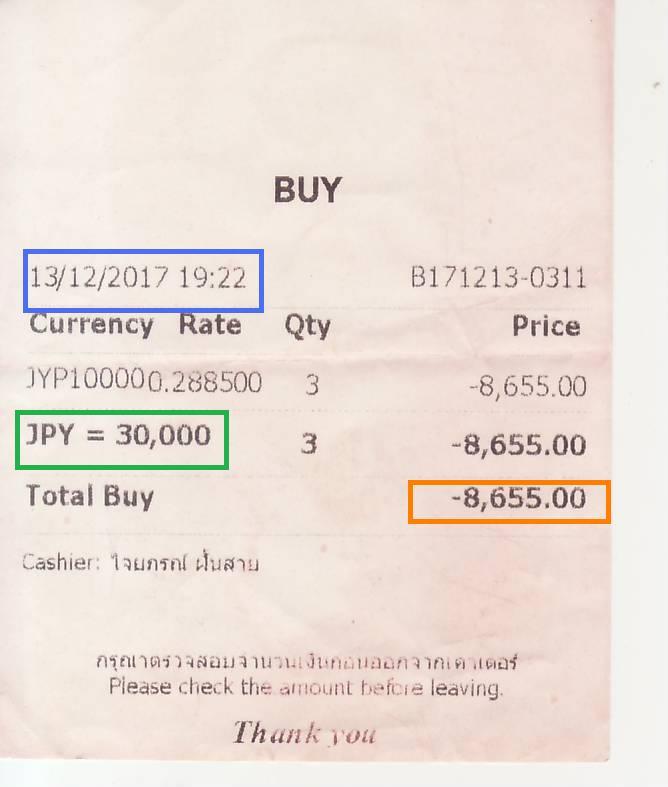 BUY
13/12/2017 19:22 B171213-0311
Currency Rate Qty Price
JYP100000.288500 3 -8,655.00
JPY = 30,000 3 -8,655.00
Total Buy -8,655.00
Cashier: ใจยภรณ์ ฝั้นสาย
กรุณาตรวจสอบจำนวนเงินก่อนออกจากเคาเตอร์
Please check the amount before leaving.
Thank you